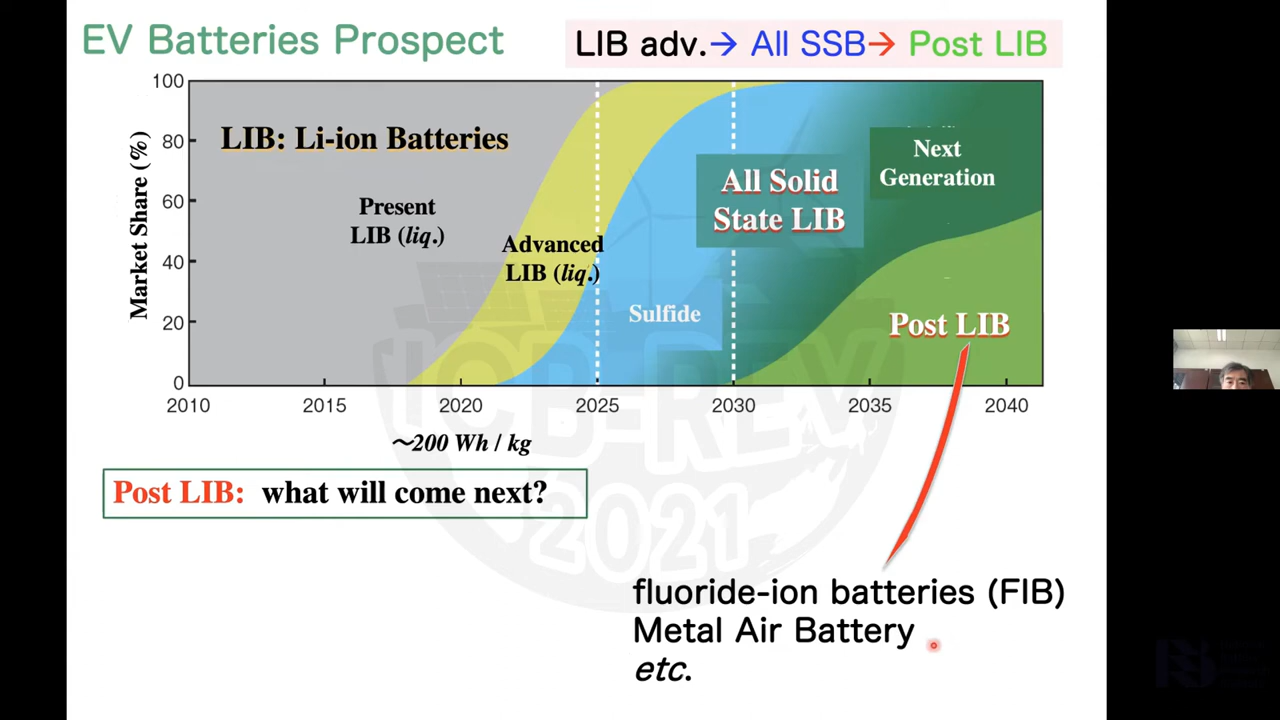 EV Batteries Prospect
LIB adv.→ All SSB→ Post LIB
Market Share (%)
100
80
60
40
20
0
LIB: Li-ion Batteries
Present
LIB (liq.)
Advanced
LIB (liq.)
Sulfide
All Solid
State LIB
Next
Generation
Post LIB
2010 2015 2020 2025 2030 2035 2040
~200 Wh / kg
Post LIB: what will come next?
ICB-REV
2021
fluoride-ion batteries (FIB)
Metal Air Battery
etc.